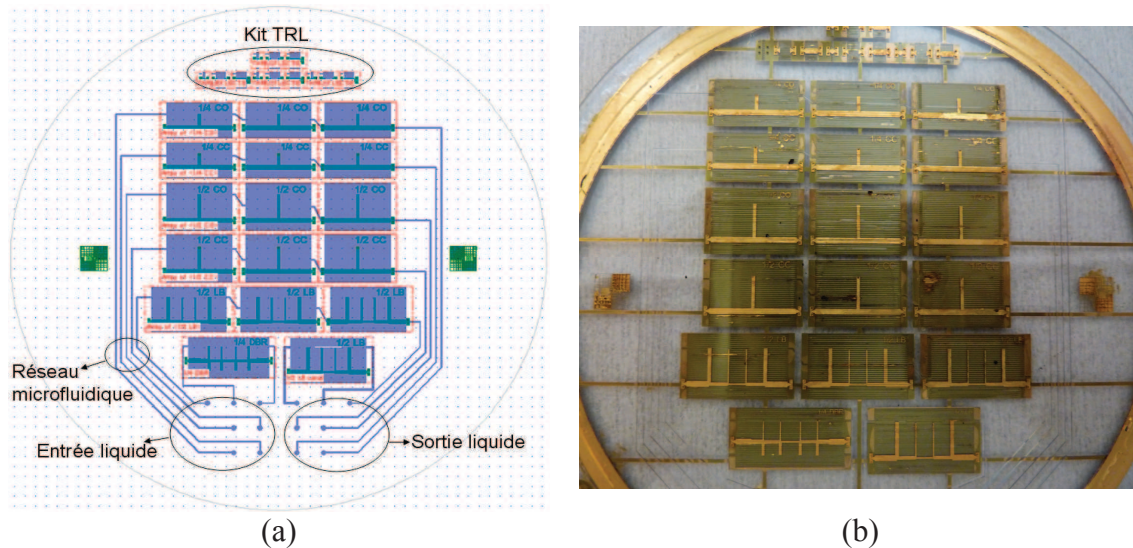 Kit TRL
1/4 CO 1/4 CO 1/4 CO
1/4 CC 1/4 CC 1/4 CC
1/2 CO 1/2 CO 1/2 CO
1/2 CC 1/2 CC 1/2 CC
1/2 LB 1/2 LB 1/2 LB
1/4 DBR 1/2 LB
Réseau
microfluidique
Entrée liquide
Sortie liquide
(a)
(b)